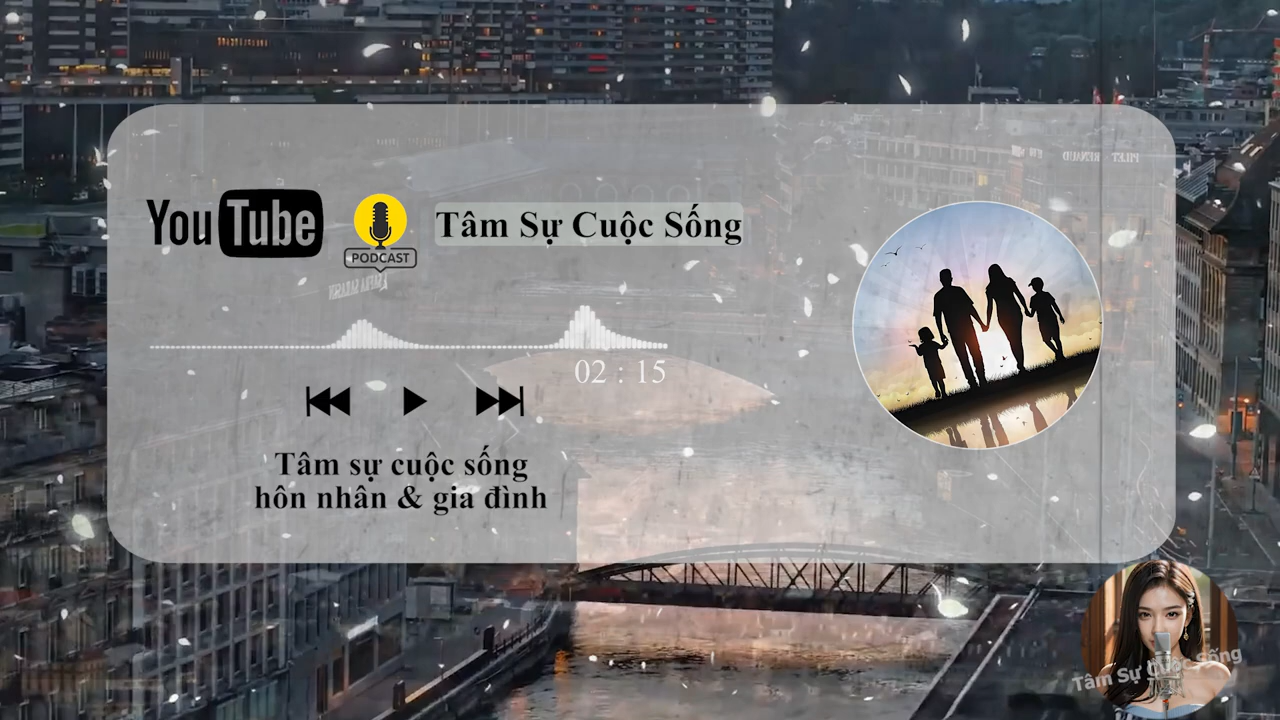 YouTube
PODCAST
Tâm Sự Cuộc Sống
02 : 15
Tâm sự cuộc sống
hôn nhân & gia đình
Tâm Sự Cuộc Sống